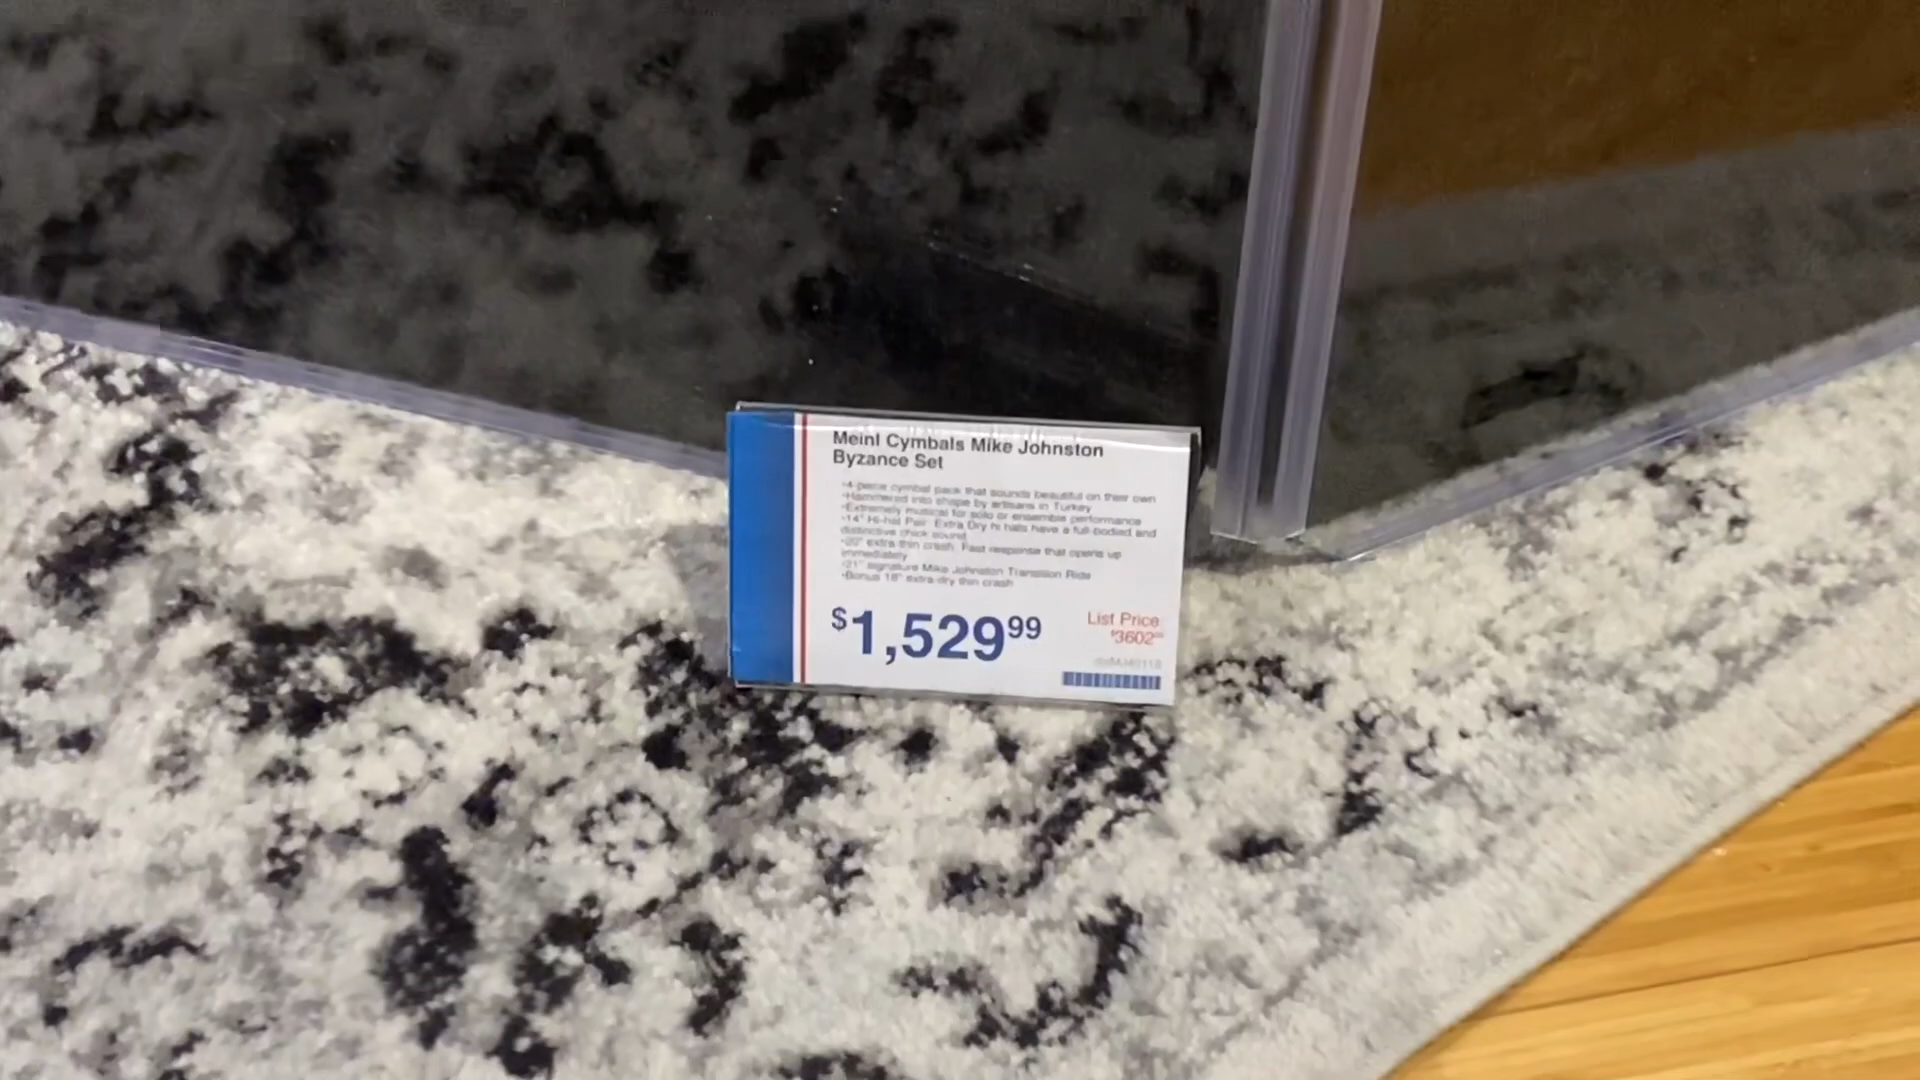 Meinl Cymbals Mike Johnston
Byzance Set
•4-piece cymbal pack that sounds beautiful on their own
•Hammered into shape by artisans in Turkey
•Extremely musical for solo or ensemble performance
•14" Hi-hat Pair: Extra Dry hi hats have a full-bodied and
distinctive chick sound
•20" extra thin crash: Fast response that opens up
immediately
•21" signature Mike Johnston Transition Ride
•Bonus 18" extra-dry thin crash
$1,529.99
List Price
$3602